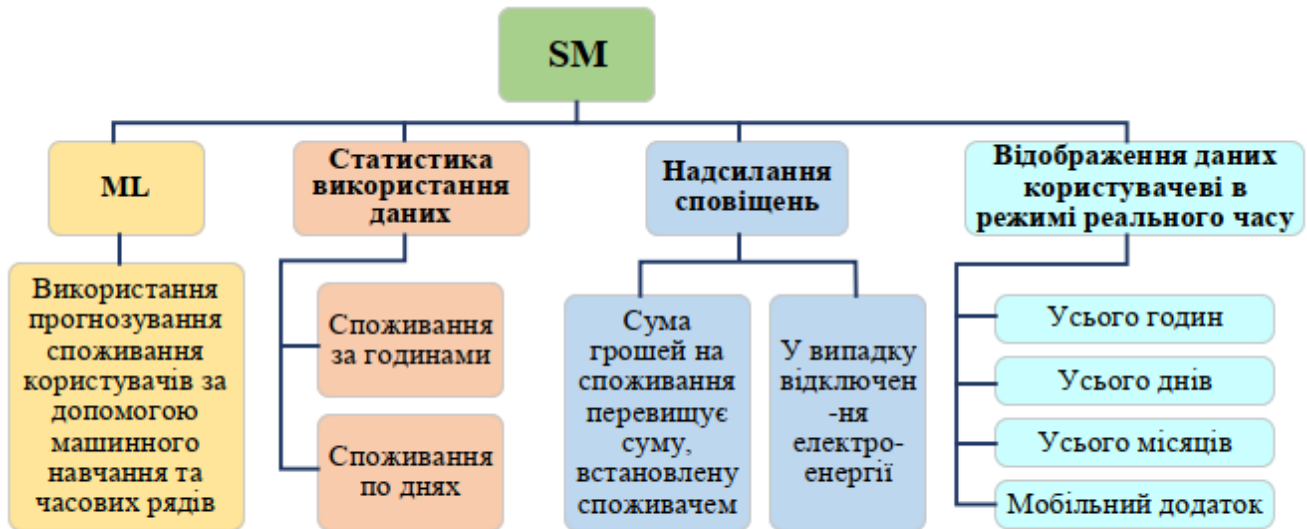 SM
ML
Статистика
використання
даних
Надсилання
сповіщень
Відображення даних
користувачеві в
режимі реального часу
Використання
прогнозування
споживання
користувачів за
допомогою
машинного
навчання та
часових рядів
Споживання
за годинами
Споживання
по днях
Сума
грошей на
споживання
перевищує
суму,
встановлену
споживачем
У випадку
відключен
-ня
електро-
енергії
Усього годин
Усього днів
Усього місяців
Мобільний додаток